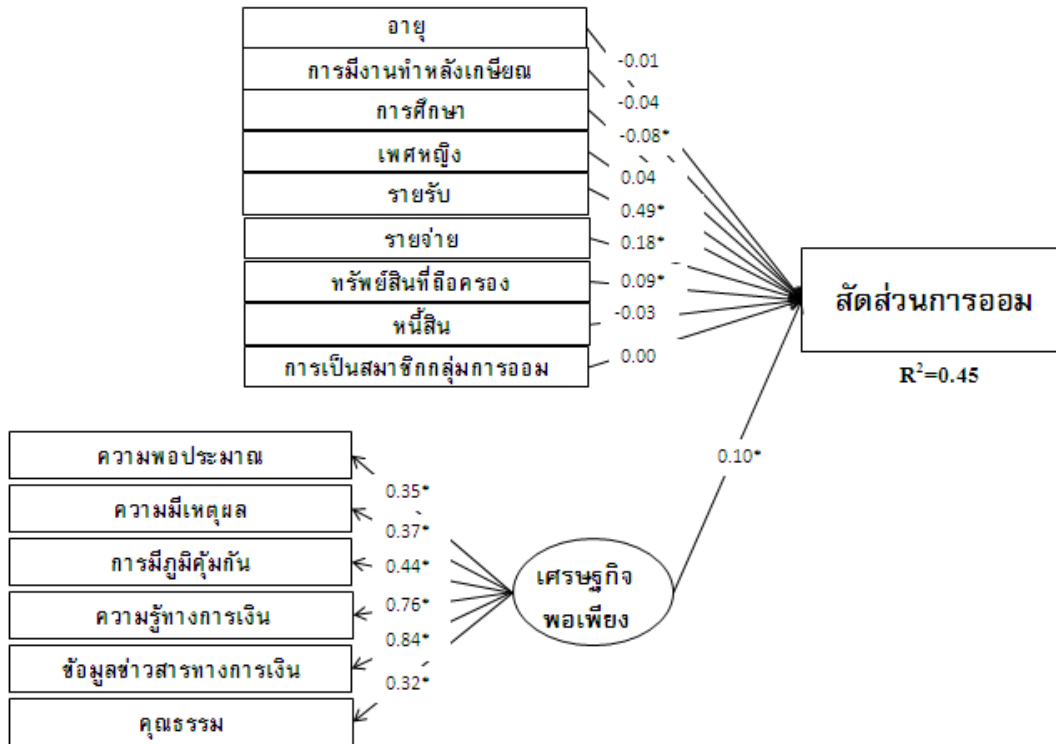 อายุ
การมีงานทำหลังเกษียณ
การศึกษา
เพศหญิง
รายรับ
รายจ่าย
ทรัพย์สินที่ถือครอง
หนี้สิน
การเป็นสมาชิกกลุ่มการออม
-0.01
-0.04
-0.08*
0.04
0.49*
0.18*
0.09*
-0.03
0.00
สัดส่วนการออม
R²=0.45
0.10*
ความพอประมาณ
ความมีเหตุผล
การมีภูมิคุ้มกัน
ความรู้ทางการเงิน
ข้อมูลข่าวสารทางการเงิน
คุณธรรม
0.35*
0.37*
0.44*
0.76*
0.84*
0.32*
เศรษฐกิจ
พอเพียง